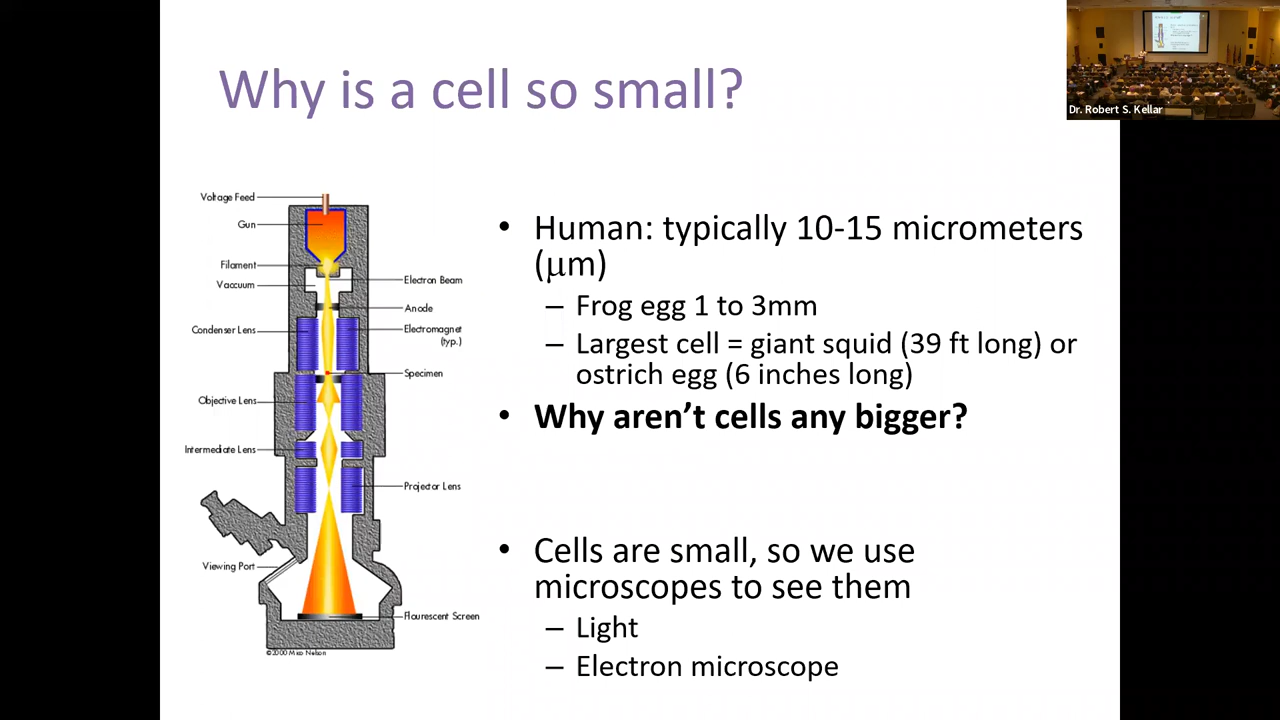 Why is a cell so small?
Dr. Robert S. Kellar
Voltage Feed
Gun
Filament
Vaccuum
Condenser Lens
Objective Lens
Intermediate Lens
Viewing Port
Electron Beam
Anode
Electromagnet
(typ.)
Specimen
Projector Lens
Flourescent Screen
©2000 Mico Nelson
• Human: typically 10-15 micrometers
(μm)
– Frog egg 1 to 3mm
– Largest cell = giant squid (39 ft long) or
ostrich egg (6 inches long)
• Why aren’t cells any bigger?
• Cells are small, so we use
microscopes to see them
– Light
– Electron microscope